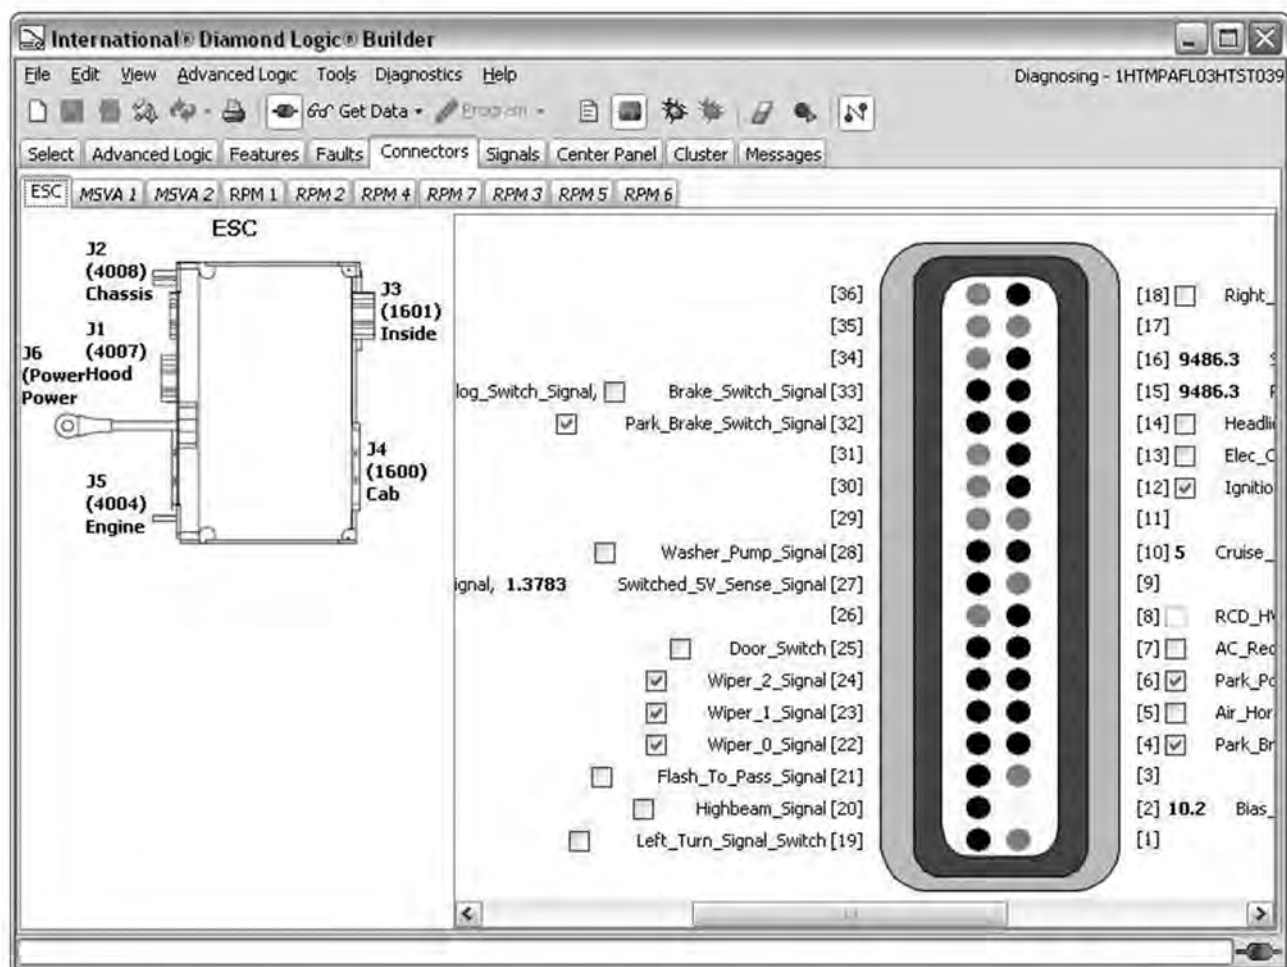 International® Diamond Logic® Builder
File Edit View Advanced Logic Tools Diagnostics Help
Diagnosing - 1HTMPAFL03HTST039
Get Data Program
Select Advanced Logic Features Faults Connectors Signals Center Panel Cluster Messages
ESC MSVA 1 MSVA 2 RPM 1 RPM 2 RPM 4 RPM 7 RPM 3 RPM 5 RPM 6
ESC
J2
(4008)
Chassis
J3
(1601)
Inside
J1
(4007)
Hood
J6
(Power
Power
J4
(1600)
Cab
J5
(4004)
Engine
[36] [18] Right_
[35] [17]
[34] [16] 9486.3 S
log_Switch_Signal, Brake_Switch_Signal [33] [15] 9486.3
Park_Brake_Switch_Signal [32] [14] Headli
[31] [13] Elec_C
[30] [12] Ignitio
[29] [11]
Washer_Pump_Signal [28] [10] 5 Cruise_
ignal, 1.3783 Switched_5V_Sense_Signal [27] [9]
[26] [8] RCD_HV
Door_Switch [25] [7] AC_Req
Wiper_2_Signal [24] [6] Park_Po
Wiper_1_Signal [23] [5] Air_Hor
Wiper_0_Signal [22] [4] Park_Br
Flash_To_Pass_Signal [21] [3]
Highbeam_Signal [20] [2] 10.2 Bias_
Left_Turn_Signal_Switch [19] [1]